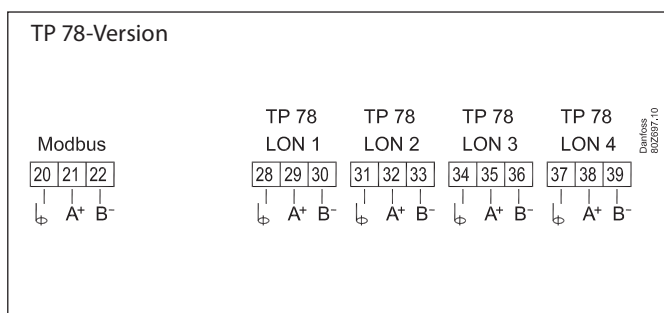 TP 78-Version
TP 78 TP 78 TP 78 TP 78
Modbus LON 1 LON 2 LON 3 LON 4
20 21 22 28 29 30 31 32 33 34 35 36 37 38 39
A+ B- A+ B- A+ B- A+ B- A+ B-
Danfoss
80Z697.10